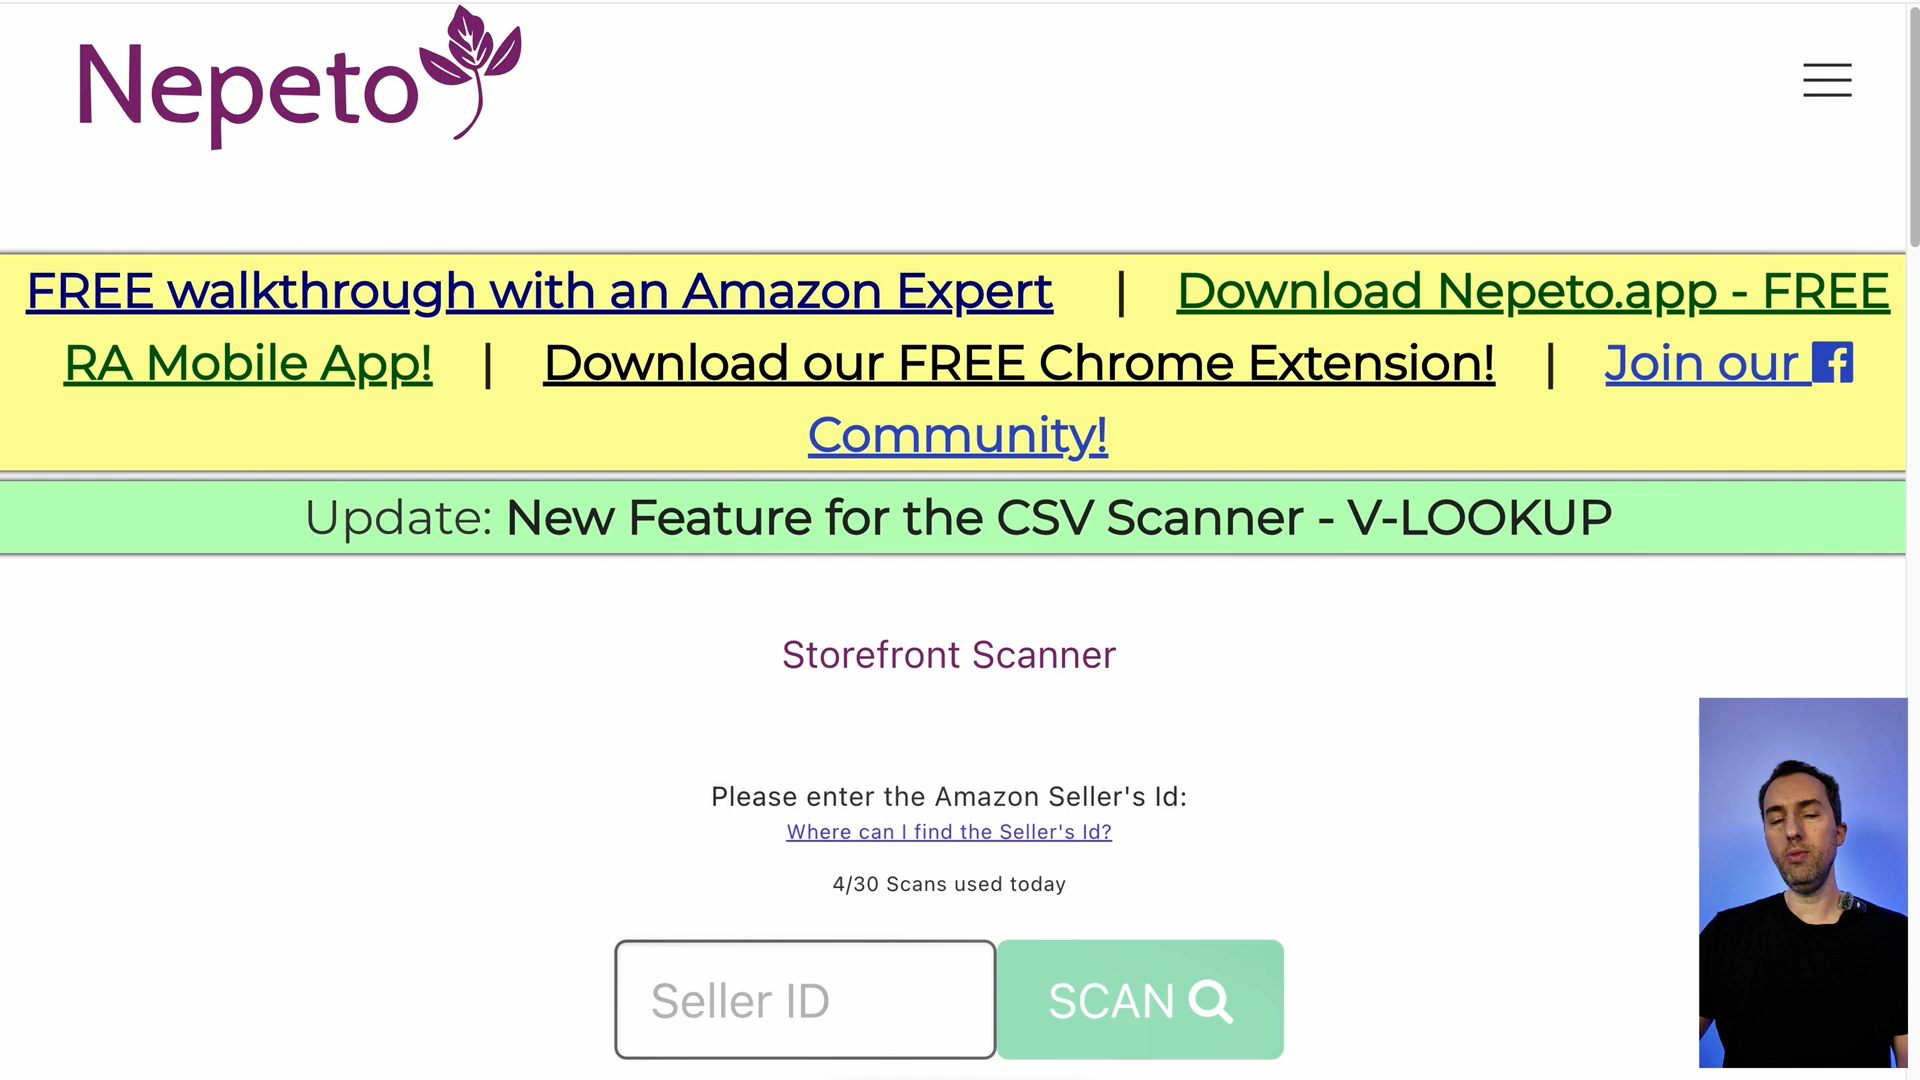 Nepeto
FREE walkthrough with an Amazon Expert | Download Nepeto.app - FREE
RA Mobile App! | Download our FREE Chrome Extension! | Join our
Community!
Update: New Feature for the CSV Scanner - V-LOOKUP
Storefront Scanner
Please enter the Amazon Seller's Id:
Where can I find the Seller's Id?
4/30 Scans used today
Seller ID
SCAN